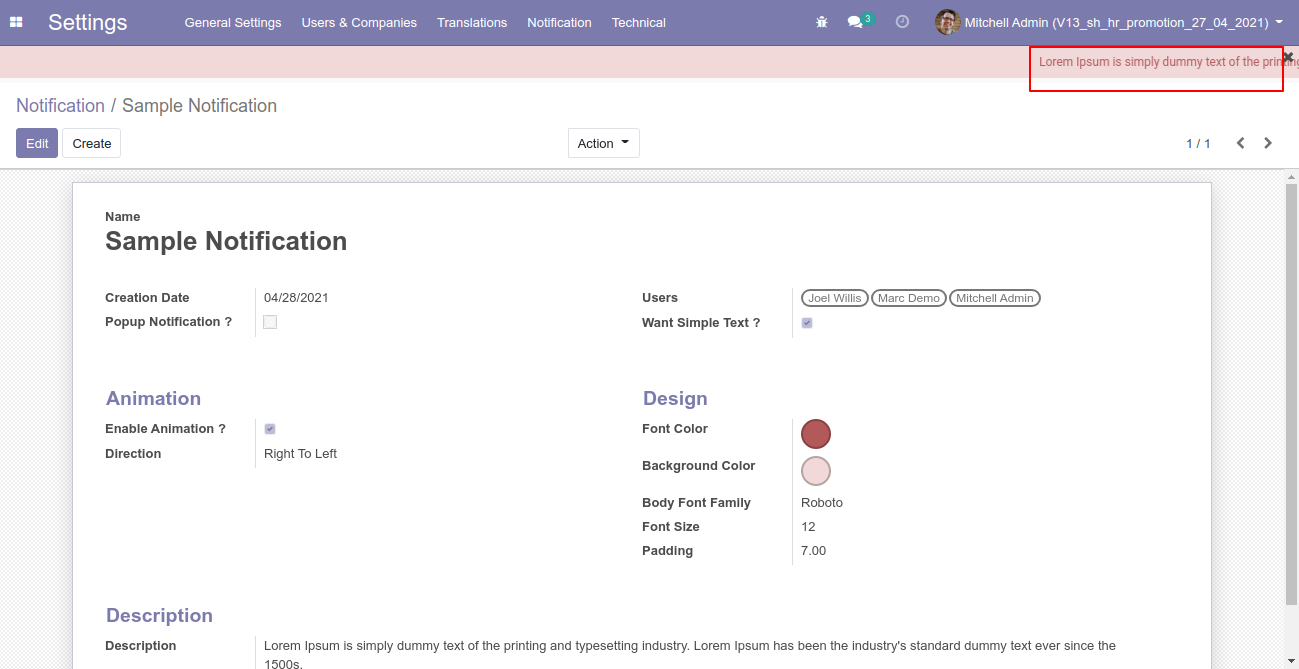 Settings General Settings Users & Companies Translations Notification Technical 3 Mitchell Admin (V13_sh_hr_promotion_27_04_2021)
Lorem Ipsum is simply dummy text of the printing
Notification / Sample Notification
Edit Create Action 1 / 1
Name
Sample Notification
Creation Date 04/28/2021 Users Joel Willis Marc Demo Mitchell Admin
Popup Notification ? Want Simple Text ?
Animation Design
Enable Animation ? Font Color
Direction Right To Left
Background Color
Body Font Family Roboto
Font Size 12
Padding 7.00
Description
Description Lorem Ipsum is simply dummy text of the printing and typesetting industry. Lorem Ipsum has been the industry's standard dummy text ever since the
1500s,